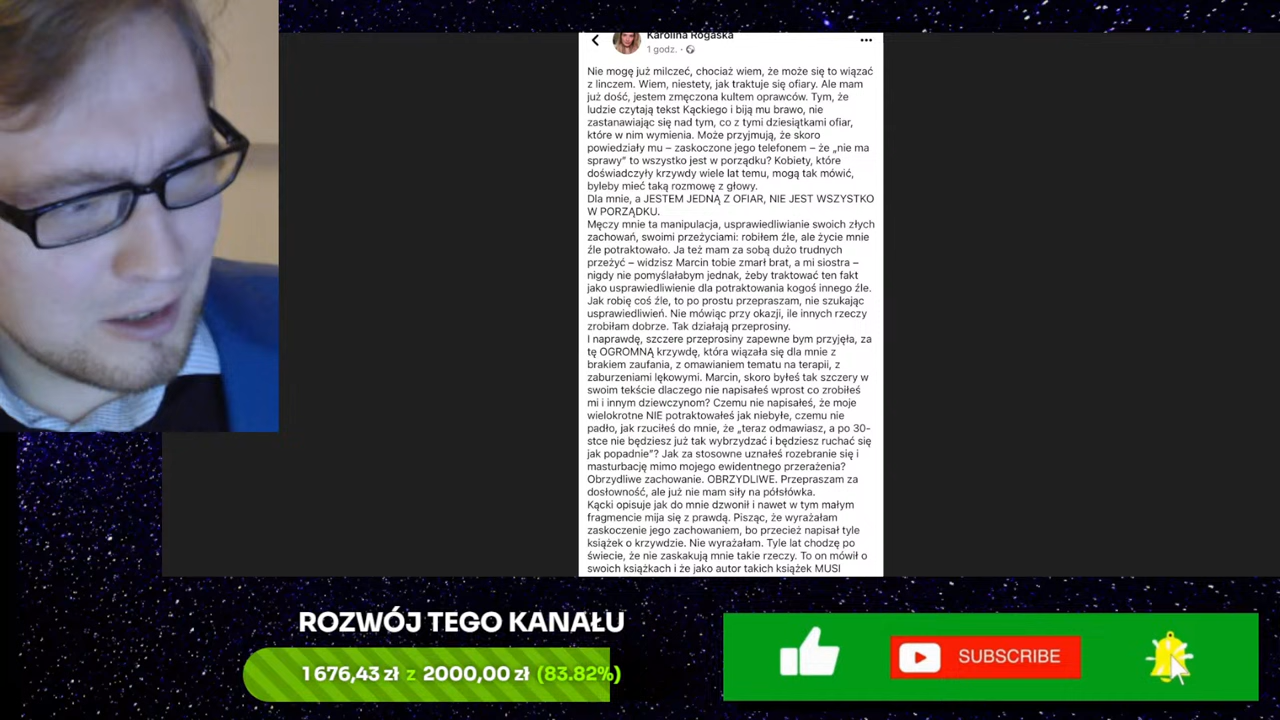 Karolina Rogaska
1 godz. ·
Nie mogę już milczeć, chociaż wiem, że może się to wiązać
z linczem. Wiem, niestety, jak traktuje się ofiary. Ale mam
już dość, jestem zmęczona kultem oprawców. Tym, że
ludzie czytają tekst Kąckiego i biją mu brawo, nie
zastanawiając się nad tym, co z tymi dziesiątkami ofiar,
które w nim wymienia. Może przyjmują, że skoro
powiedziały mu – zaskoczone jego telefonem – że „nie ma
sprawy” to wszystko jest w porządku? Kobiety, które
doświadczyły krzywdy wiele lat temu, mogą tak mówić,
byleby mieć taką rozmowę z głowy.
Dla mnie, a JESTEM JEDNĄ Z OFIAR, NIE JEST WSZYSTKO
W PORZĄDKU.
Męczy mnie ta manipulacja, usprawiedliwianie swoich złych
zachowań, swoimi przeżyciami: robiłem źle, ale życie mnie
źle potraktowało. Ja też mam za sobą dużo trudnych
przeżyć – widzisz Marcin tobie zmarł brat, a mi siostra –
nigdy nie pomyślałabym jednak, żeby traktować ten fakt
jako usprawiedliwienie dla potraktowania kogoś innego źle.
Jak robię coś źle, to po prostu przepraszam, nie szukając
usprawiedliwień. Nie mówiąc przy okazji, ile innych rzeczy
zrobiłam dobrze. Tak działają przeprosiny.
I naprawdę, szczere przeprosiny zapewne bym przyjęła, za
tę OGROMNĄ krzywdę, która wiązała się dla mnie z
brakiem zaufania, z omawianiem tematu na terapii, z
zaburzeniami lękowymi. Marcin, skoro byłeś tak szczery w
swoim tekście dlaczego nie napisałeś wprost co zrobiłeś
mi i innym dziewczynom? Czemu nie napisałeś, że moje
wielokrotne NIE potraktowałeś jak niebyłe, czemu nie
padło, jak rzuciłeś do mnie, że „teraz odmawiasz, a po 30-
stce nie będziesz już tak wybrzydzać i będziesz ruchać się
jak popadnie”? Jak za stosowne uznałeś rozebranie się i
masturbację mimo mojego ewidentnego przerażenia?
Obrzydliwe zachowanie. OBRZYDLIWE. Przepraszam za
dosłowność, ale już nie mam siły na półsłówka.
Kącki opisuje jak do mnie dzwonił i nawet w tym małym
fragmencie mija się z prawdą. Pisząc, że wyrażałam
zaskoczenie jego zachowaniem, bo przecież napisał tyle
książek o krzywdzie. Nie wyrażałam. Tyle lat chodzę po
świecie, że nie zaskakują mnie takie rzeczy. To on mówił o
swoich książkach i że jako autor takich książek MUSI
ROZWÓJ TEGO KANAŁU
1 676,43 zł z 2000,00 zł (83.82%)
SUBSCRIBE